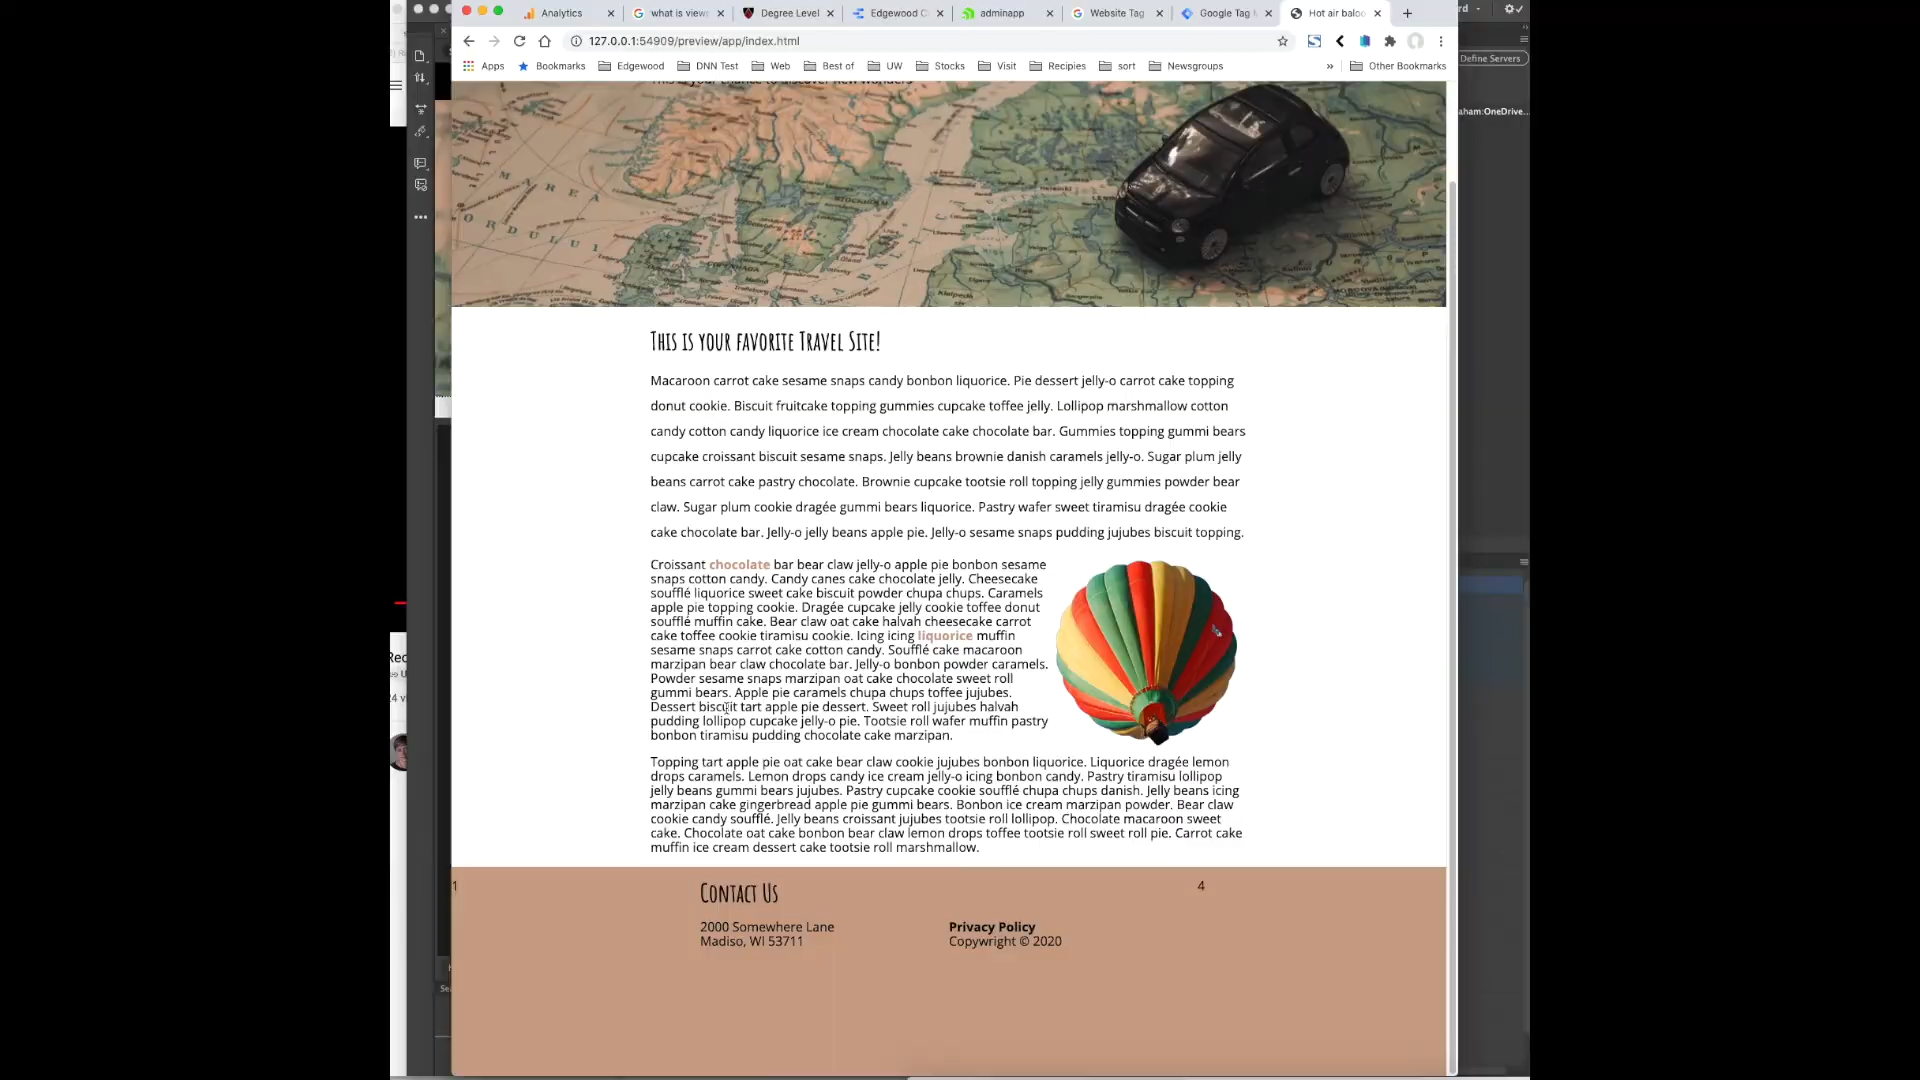 Analytics
what is view
Degree Level
Edgewood C
adminapp
Website Tag
Google Tag M
Hot air baloo
127.0.0.1:54909/preview/app/index.html
Apps
Bookmarks
Edgewood
DNN Test
Web
Best of
UW
Stocks
Visit
Recipies
sort
Newsgroups
»
Other Bookmarks
Define Servers
aham:OneDrive...
This is your chance to discover new wonders
MAREA
NORDULUI
STOCKHOLM
This is your favorite Travel Site!
Macaroon carrot cake sesame snaps candy bonbon liquorice. Pie dessert jelly-o carrot cake topping
donut cookie. Biscuit fruitcake topping gummies cupcake toffee jelly. Lollipop marshmallow cotton
candy cotton candy liquorice ice cream chocolate cake chocolate bar. Gummies topping gummi bears
cupcake croissant biscuit sesame snaps. Jelly beans brownie danish caramels jelly-o. Sugar plum jelly
beans carrot cake pastry chocolate. Brownie cupcake tootsie roll topping jelly gummies powder bear
claw. Sugar plum cookie dragée gummi bears liquorice. Pastry wafer sweet tiramisu dragée cookie
cake chocolate bar. Jelly-o jelly beans apple pie. Jelly-o sesame snaps pudding jujubes biscuit topping.
Croissant chocolate bar bear claw jelly-o apple pie bonbon sesame
snaps cotton candy. Candy canes cake chocolate jelly. Cheesecake
soufflé liquorice sweet cake biscuit powder chupa chups. Caramels
apple pie topping cookie. Dragée cupcake jelly cookie toffee donut
soufflé muffin cake. Bear claw oat cake halvah cheesecake carrot
cake toffee cookie tiramisu cookie. Icing icing liquorice muffin
sesame snaps carrot cake cotton candy. Soufflé cake macaroon
marzipan bear claw chocolate bar. Jelly-o bonbon powder caramels.
Powder sesame snaps marzipan oat cake chocolate sweet roll
gummi bears. Apple pie caramels chupa chups toffee jujubes.
Dessert biscuit tart apple pie dessert. Sweet roll jujubes halvah
pudding lollipop cupcake jelly-o pie. Tootsie roll wafer muffin pastry
bonbon tiramisu pudding chocolate cake marzipan.
Topping tart apple pie oat cake bear claw cookie jujubes bonbon liquorice. Liquorice dragée lemon
drops caramels. Lemon drops candy ice cream jelly-o icing bonbon candy. Pastry tiramisu lollipop
jelly beans gummi bears jujubes. Pastry cupcake cookie soufflé chupa chups danish. Jelly beans icing
marzipan cake gingerbread apple pie gummi bears. Bonbon ice cream marzipan powder. Bear claw
cookie candy soufflé. Jelly beans croissant jujubes tootsie roll lollipop. Chocolate macaroon sweet
cake. Chocolate oat cake bonbon bear claw lemon drops toffee tootsie roll sweet roll pie. Carrot cake
muffin ice cream dessert cake tootsie roll marshmallow.
1
Contact Us
4
2000 Somewhere Lane
Privacy Policy
Madiso, WI 53711
Copywright © 2020